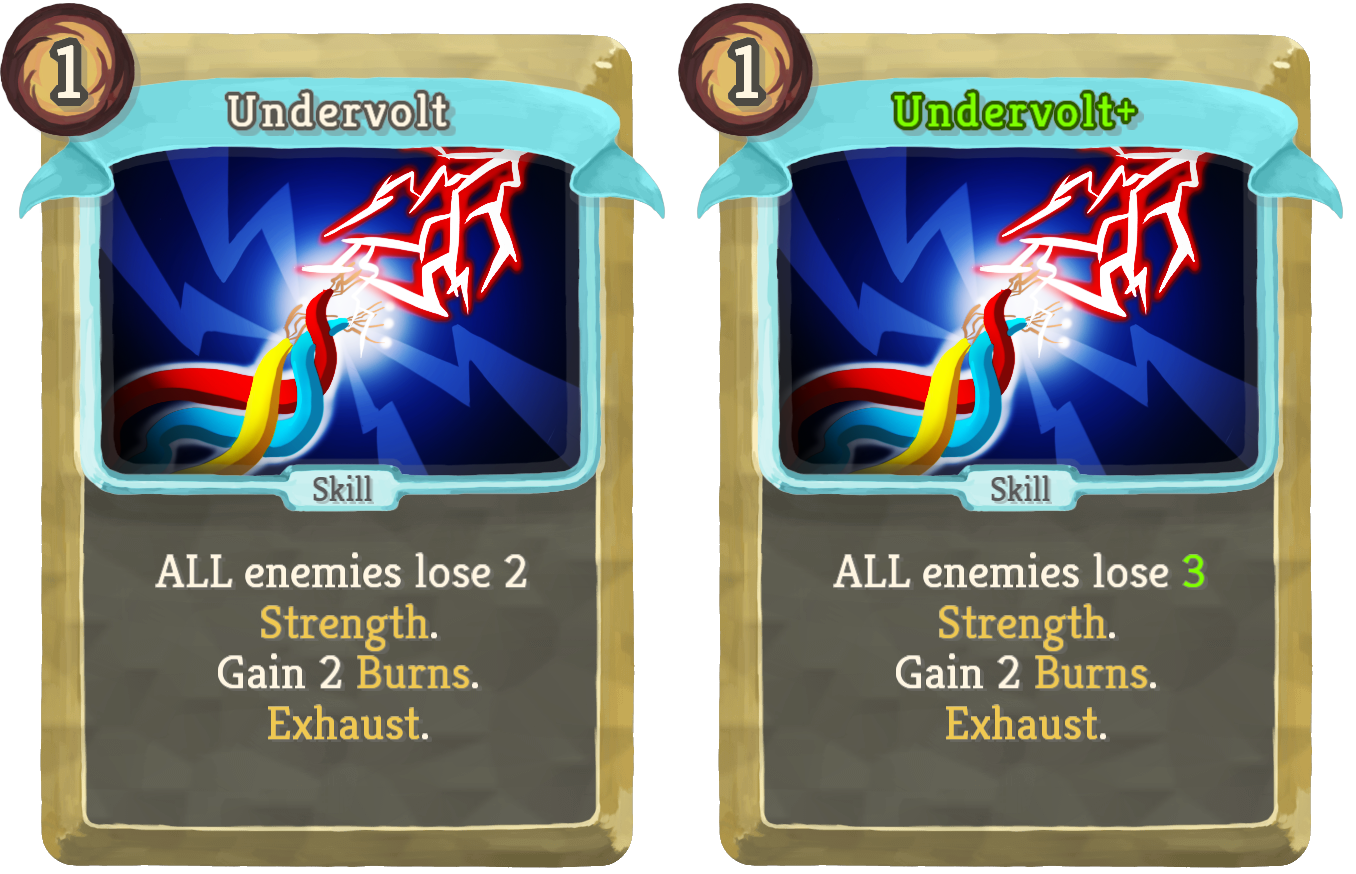 1
Undervolt
Skill
ALL enemies lose 2
Strength.
Gain 2 Burns.
Exhaust.
1
Undervolt+
Skill
ALL enemies lose 3
Strength.
Gain 2 Burns.
Exhaust.